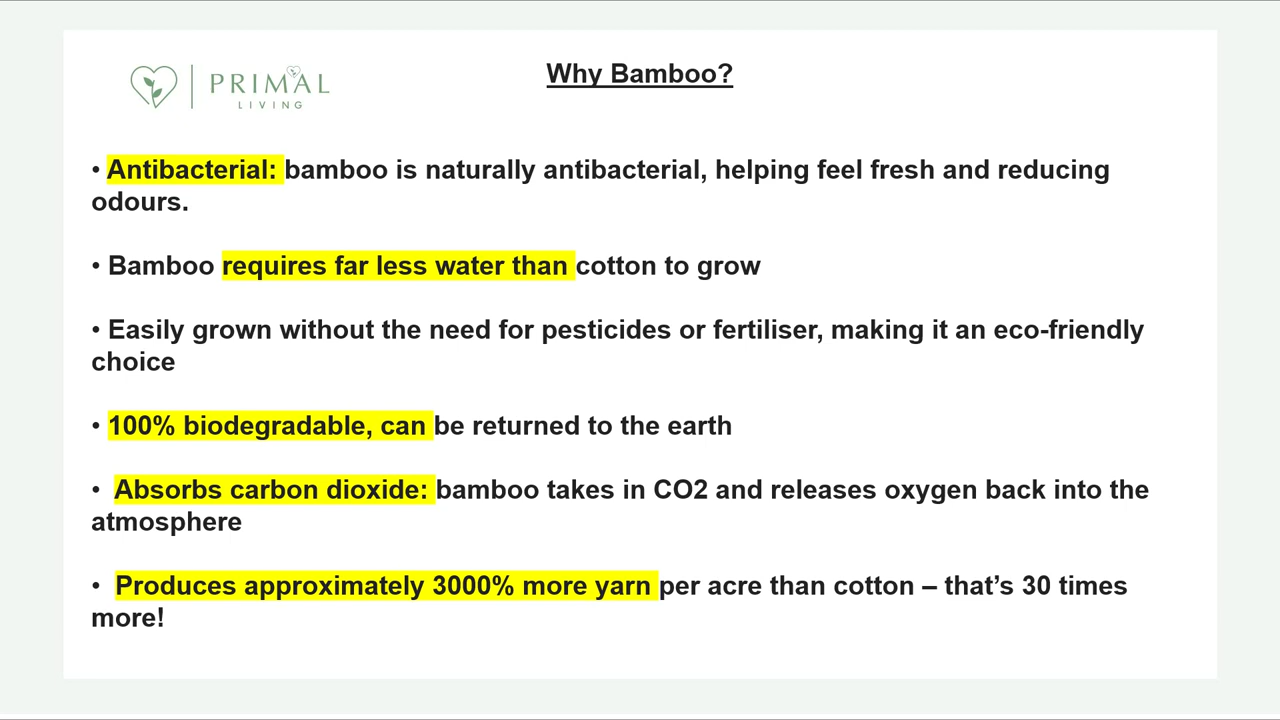 PRIMAL
LIVING
Why Bamboo?
• Antibacterial: bamboo is naturally antibacterial, helping feel fresh and reducing
odours.
• Bamboo requires far less water than cotton to grow
• Easily grown without the need for pesticides or fertiliser, making it an eco-friendly
choice
• 100% biodegradable, can be returned to the earth
• Absorbs carbon dioxide: bamboo takes in CO2 and releases oxygen back into the
atmosphere
• Produces approximately 3000% more yarn per acre than cotton – that’s 30 times
more!